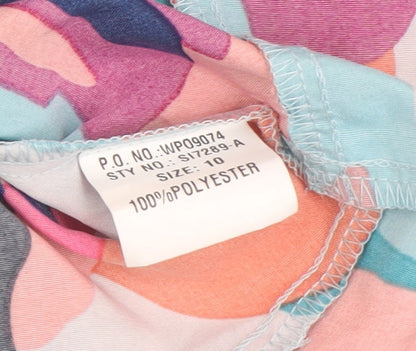 P.O. NO.:WPO9074
STY NO.: SI7289-A
SIZE: 10
100%POLYESTER